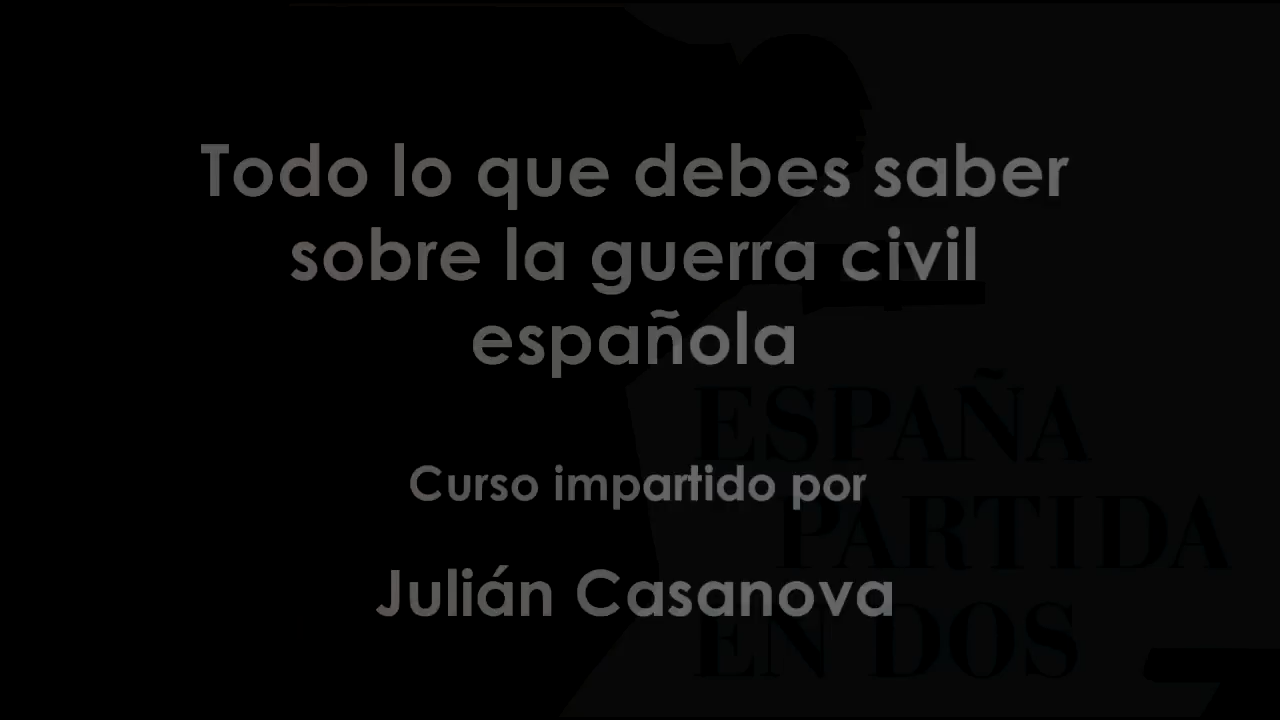 Todo lo que debes saber
sobre la guerra civil
española
ESPAÑA
Curso impartido por
PARTIDA
Julián Casanova
EN DOS